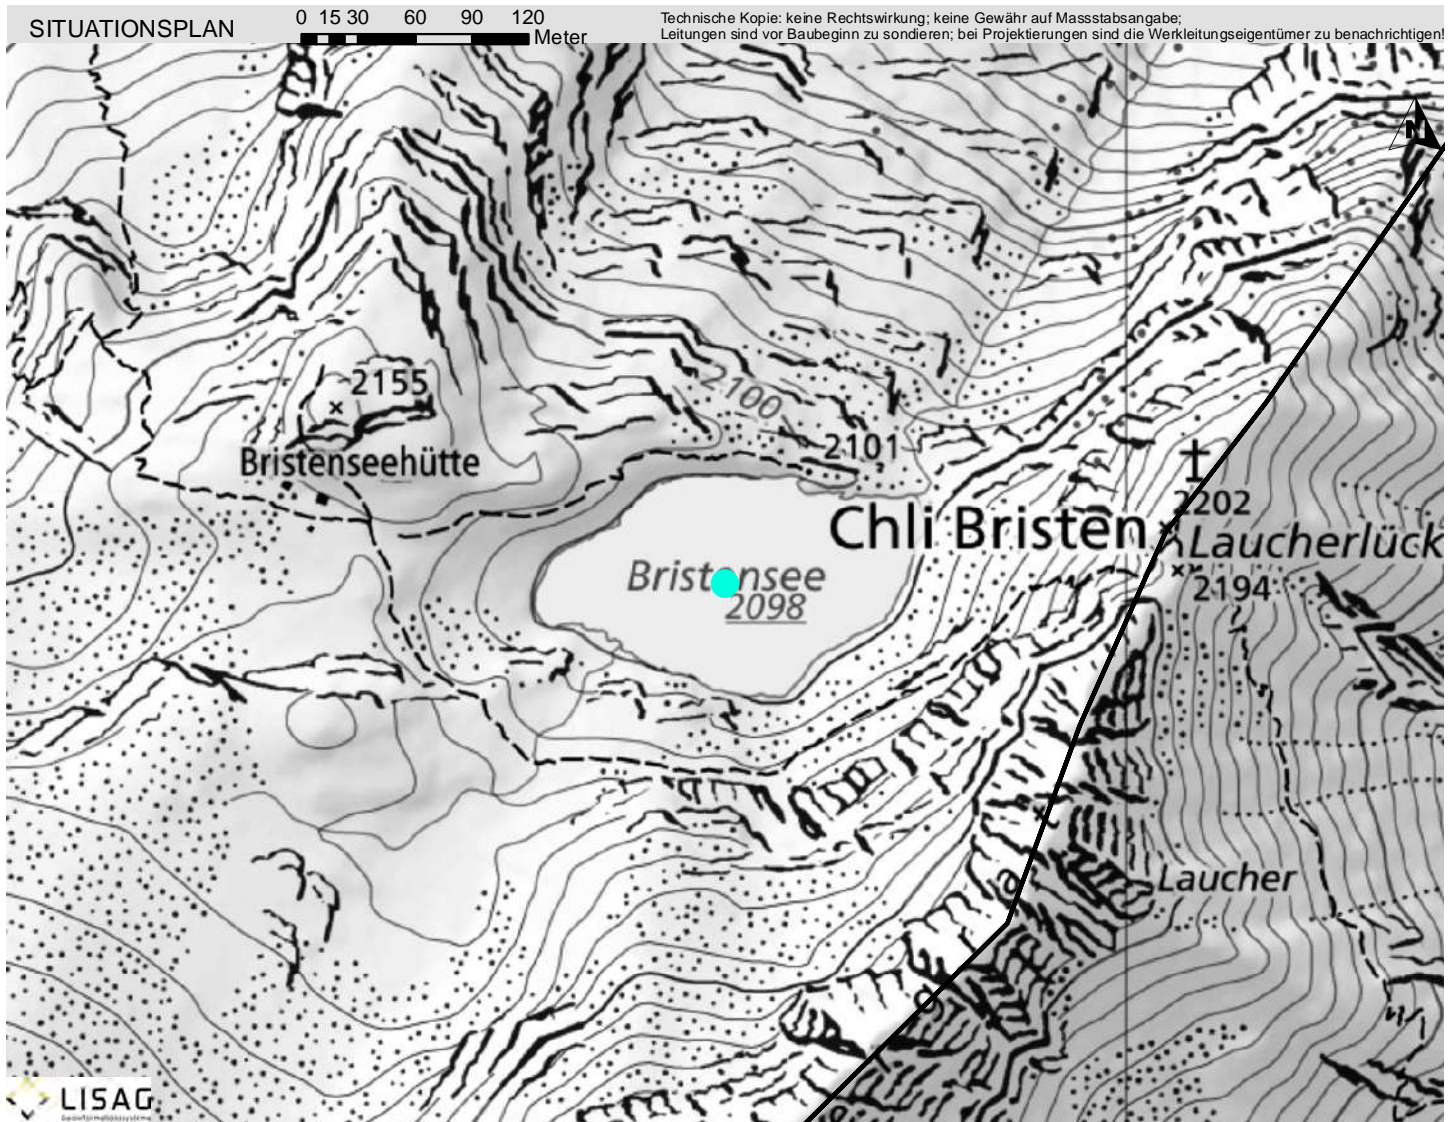 SITUATIONSPLAN
0 15 30 60 90 120
Meter
Technische Kopie: keine Rechtswirkung; keine Gewähr auf Massstabsangabe;
Leitungen sind vor Baubeginn zu sondieren; bei Projektierungen sind die Werkleitungseigentümer zu benachrichtigen!
N
2155
2100
2101
Bristenseehütte
2202
Chli Bristen
Laucherlück
Bristensee
2194
2098
Laucher
LISAG